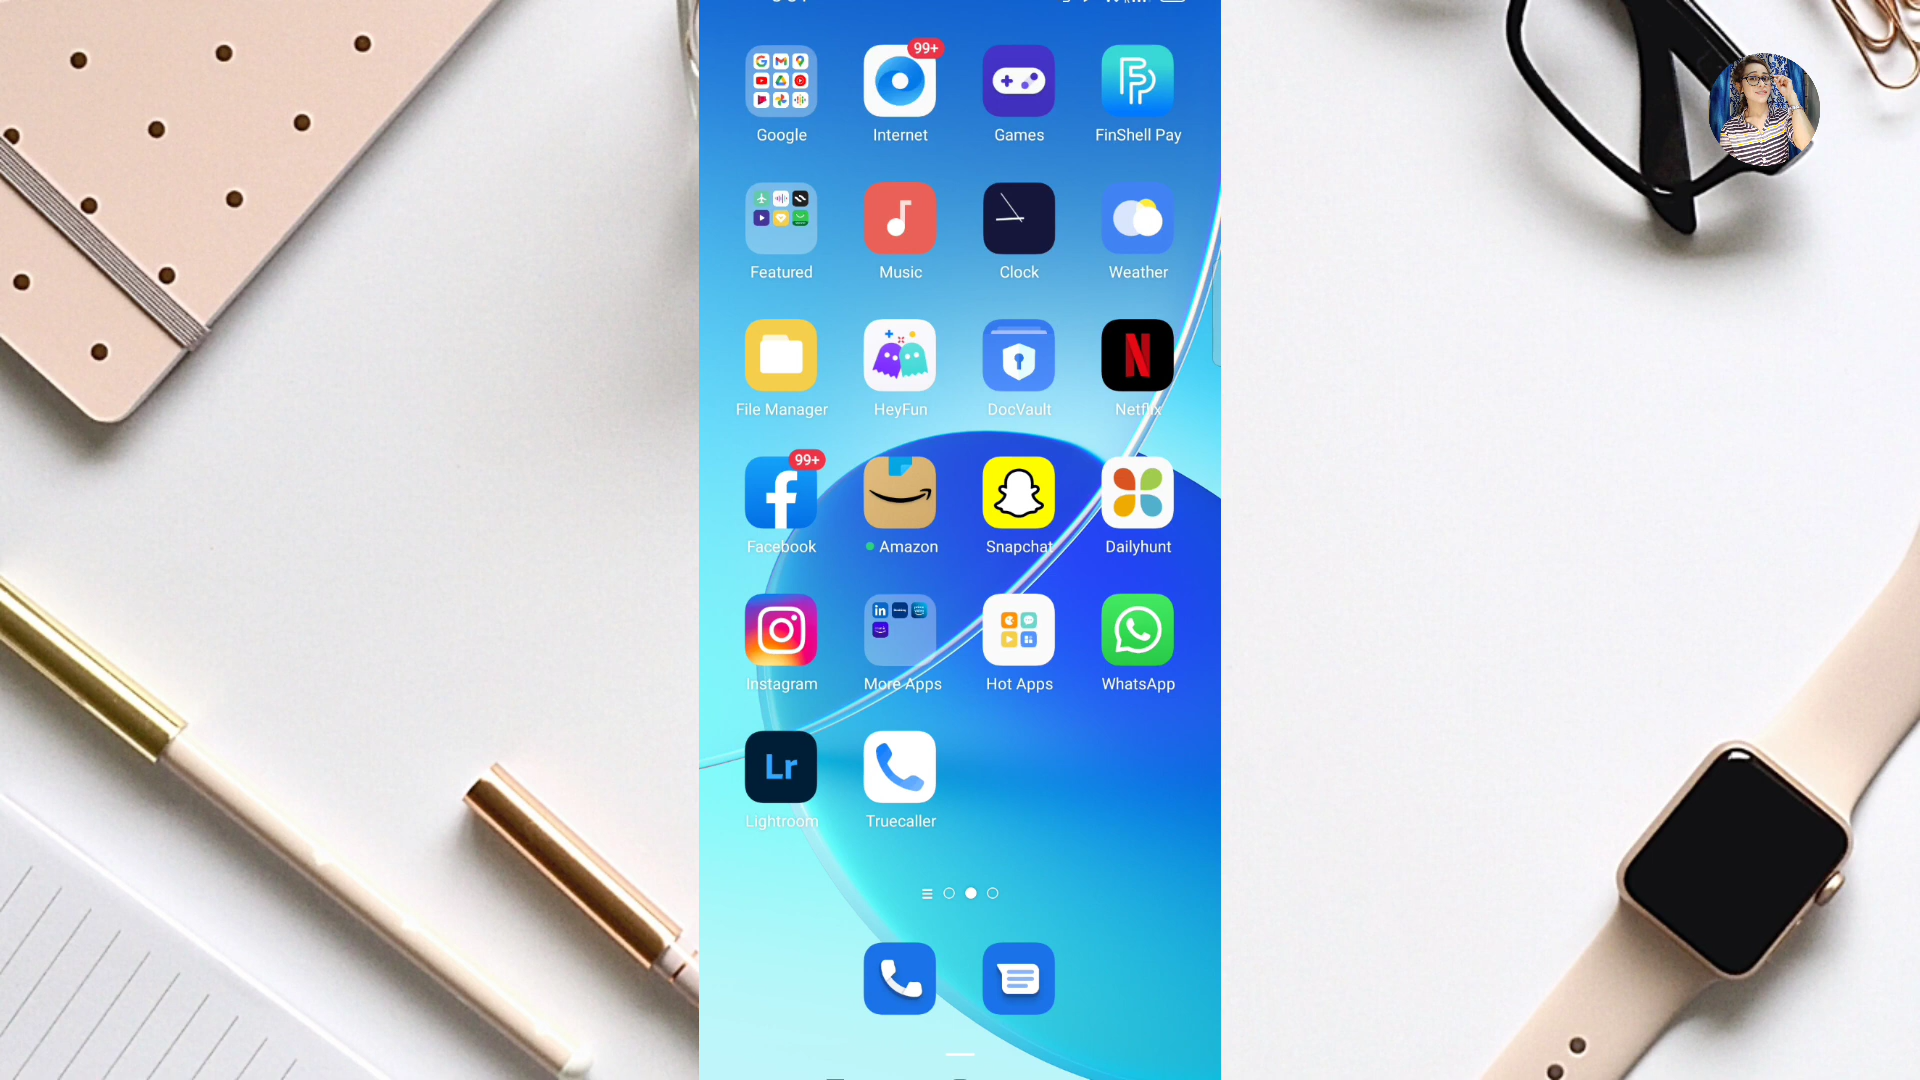 99+
Google Internet Games FinShell Pay
Featured Music Clock Weather
File Manager HeyFun DocVault Netflix
99+
Facebook Amazon Snapchat Dailyhunt
in
Instagram More Apps Hot Apps WhatsApp
Lr
Lightroom Truecaller